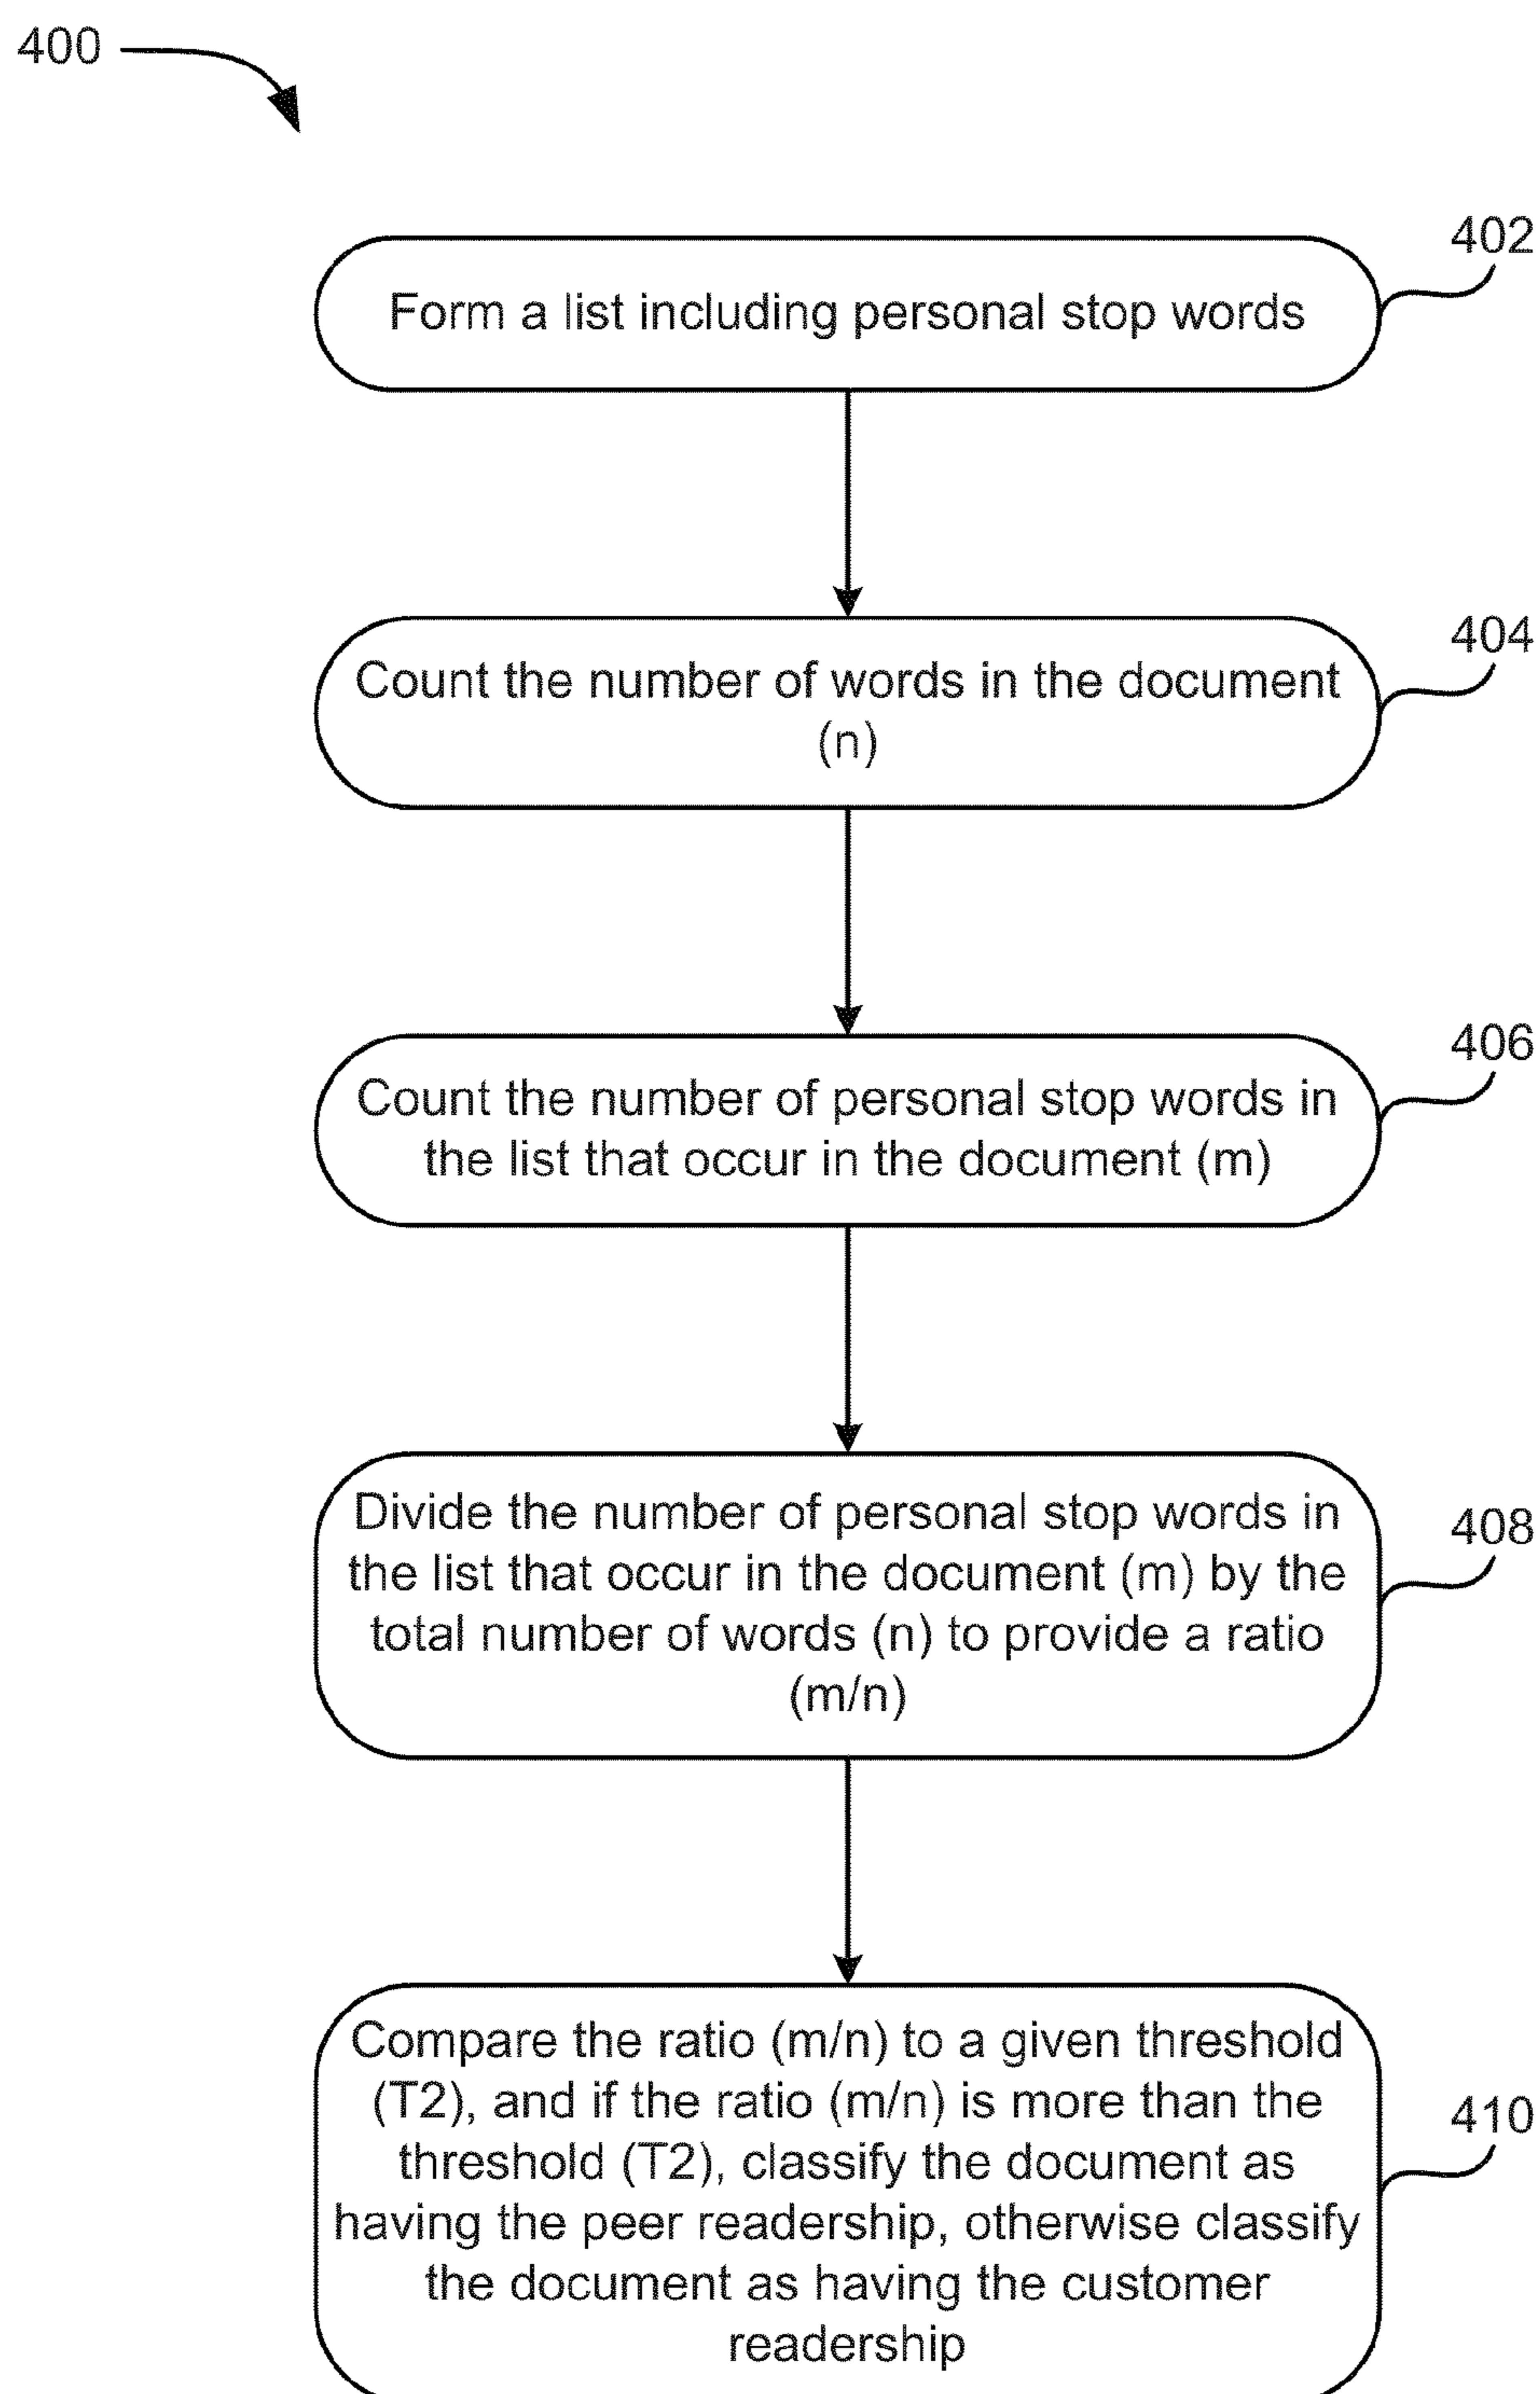 400
402
Form a list including personal stop words
404
Count the number of words in the document
(n)
406
Count the number of personal stop words in
the list that occur in the document (m)
408
Divide the number of personal stop words in
the list that occur in the document (m) by the
total number of words (n) to provide a ratio
(m/n)
410
Compare the ratio (m/n) to a given threshold
(T2), and if the ratio (m/n) is more than the
threshold (T2), classify the document as
having the peer readership, otherwise classify
the document as having the customer
readership